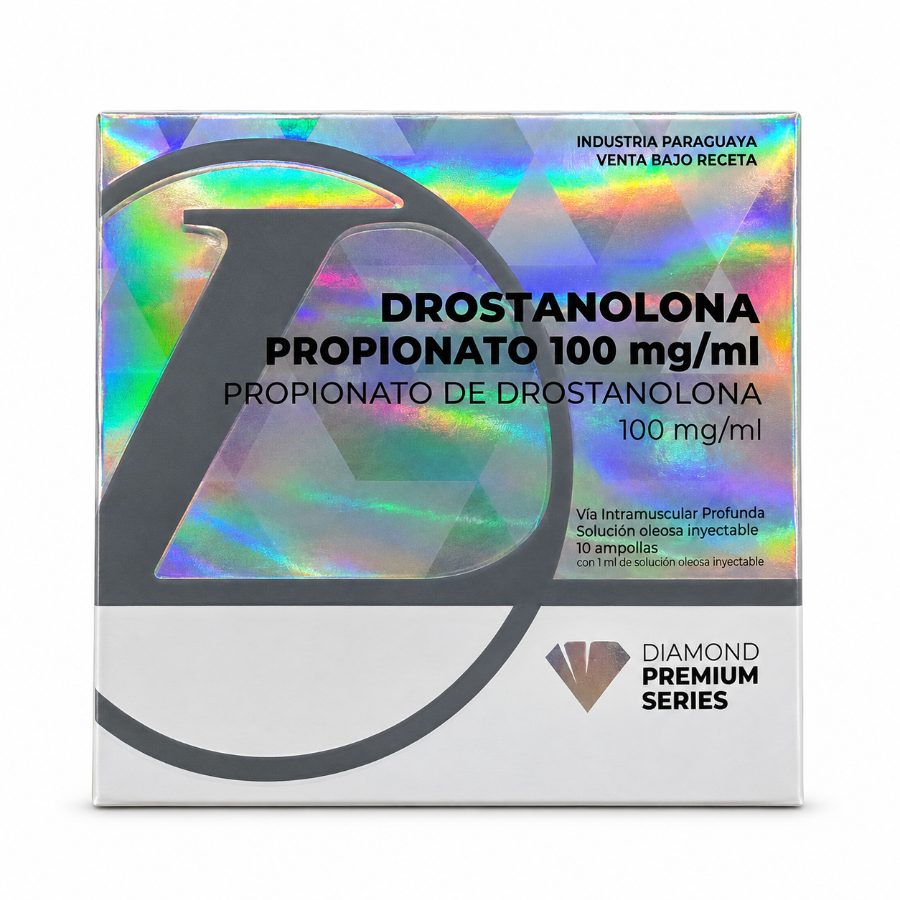 INDUSTRIA PARAGUAYA
VENTA BAJO RECETA
DROSTANOLONA
PROPIONATO 100 mg/ml
PROPIONATO DE DROSTANOLONA
100 mg/ml
Vía Intramuscular Profunda
Solución oleosa inyectable
10 ampollas
con 1 ml de solución oleosa inyectable
DIAMOND
PREMIUM
SERIES